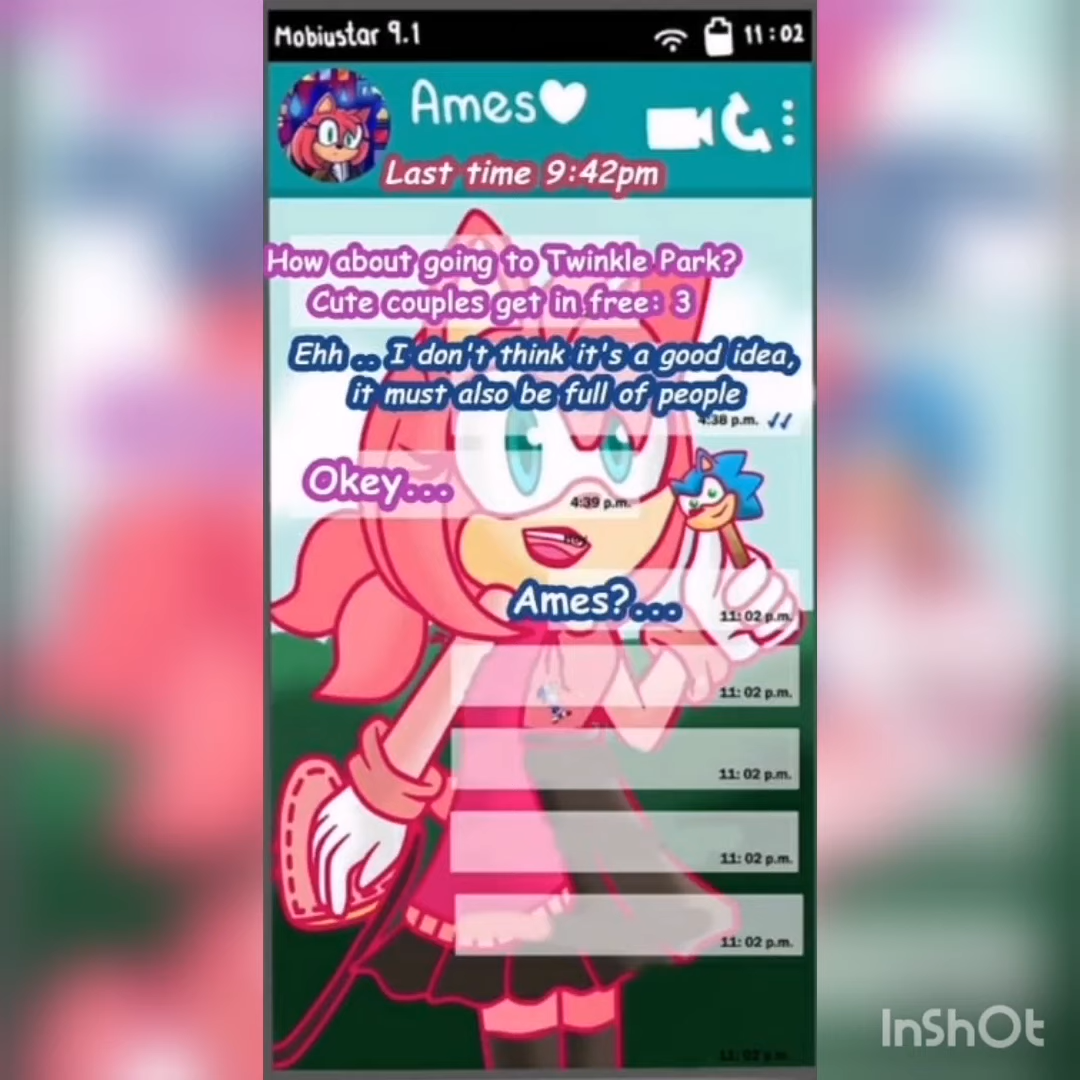 Mobiustar 9.1
11:02
Ames
Last time 9:42pm
How about going to Twinkle Park?
Cute couples get in free: 3
Ehh .. I don't think it's a good idea,
it must also be full of people
4:38 p.m.
Okey...
4:39 p.m.
Ames?...
11: 02 p.m.
11: 02 p.m.
11: 02 p.m.
11: 02 p.m.
11: 02 p.m.
11: 02 p.m.
InShOt